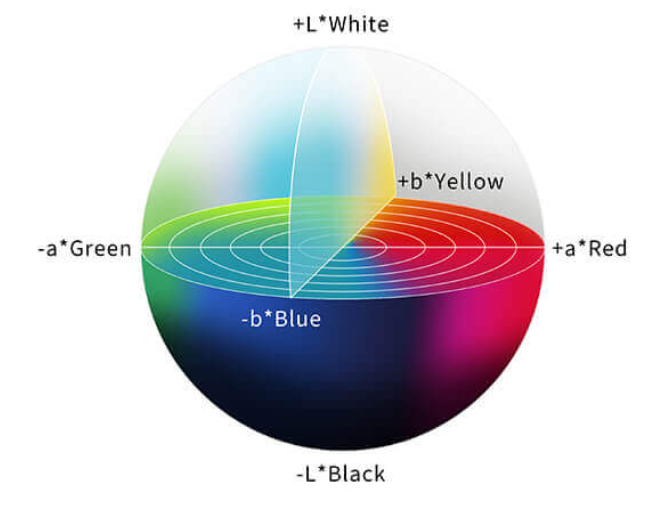 +L*White
+b*Yellow
-a*Green
+a*Red
-b*Blue
-L*Black